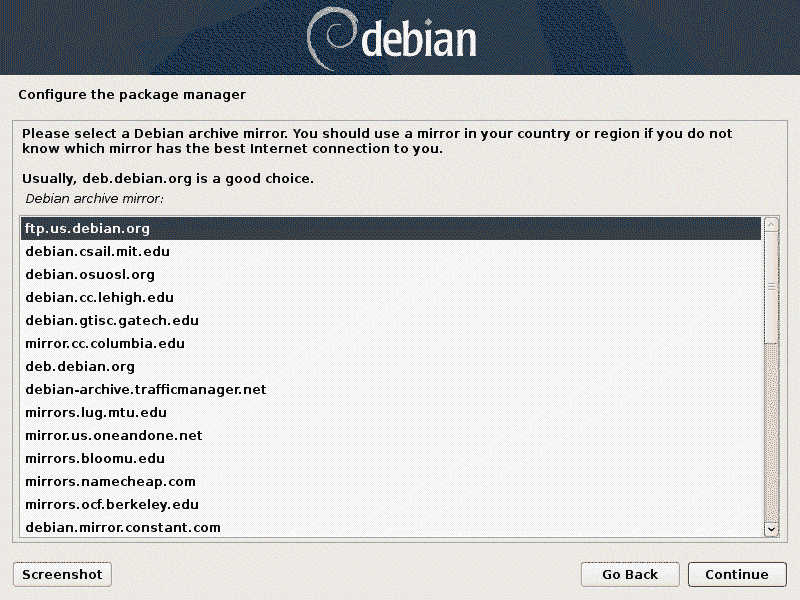 debian
Configure the package manager
Please select a Debian archive mirror. You should use a mirror in your country or region if you do not
know which mirror has the best Internet connection to you.
Usually, deb.debian.org is a good choice.
Debian archive mirror:
ftp.us.debian.org
debian.csail.mit.edu
debian.osuosl.org
debian.cc.lehigh.edu
debian.gtisc.gatech.edu
mirror.cc.columbia.edu
deb.debian.org
debian-archive.trafficmanager.net
mirrors.lug.mtu.edu
mirror.us.oneandone.net
mirrors.bloomu.edu
mirrors.namecheap.com
mirrors.ocf.berkeley.edu
debian.mirror.constant.com
Screenshot
Go Back
Continue